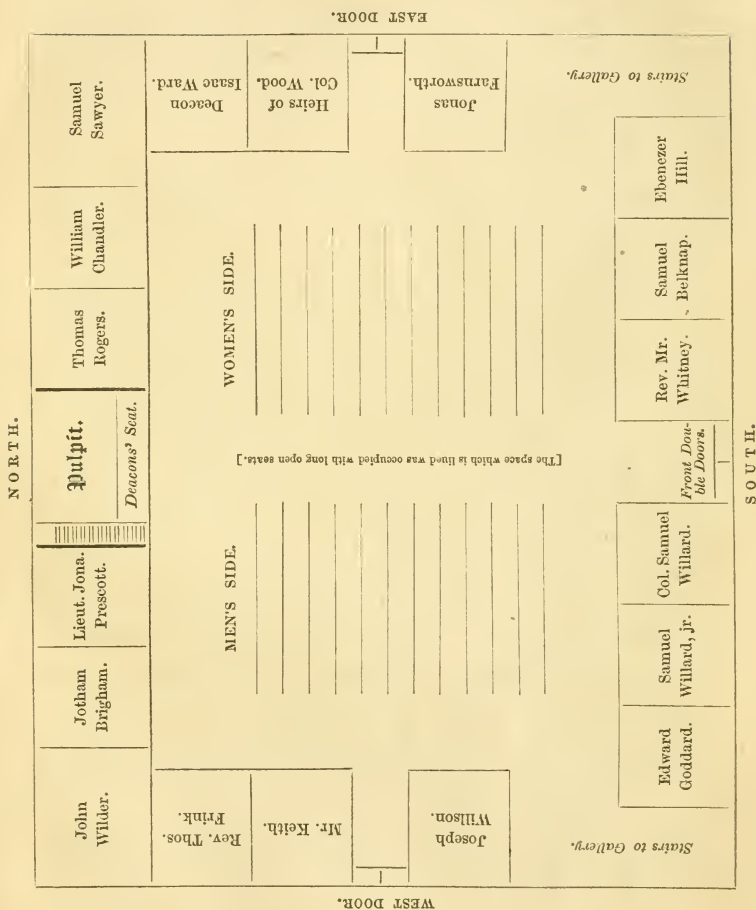 EAST DOOR.
Samuel
Sawyer.
Deacon
Isaac Ward.
Heirs of
Col. Wood.
Jonas
Farnsworth.
Stairs to Gallery.
William
Chandler.
Thomas
Rogers.
NORTH.
Pulpit.
Deacons' Seat.
Lieut. Jona.
Prescott.
Jotham
Brigham.
John
Wilder.
WOMEN'S SIDE.
[The space which is lined was occupied with long open seats.]
MEN'S SIDE.
Ebenezer
Hill.
Samuel
Belknap.
Rev. Mr.
Whitney.
Front Dou-
ble Doors.
SOUTH.
Col. Samuel
Willard.
Samuel
Willard, jr.
Edward
Goddard.
Rev. Thos.
Frink.
Mr. Keith.
Joseph
Willson.
Stairs to Gallery.
WEST DOOR.